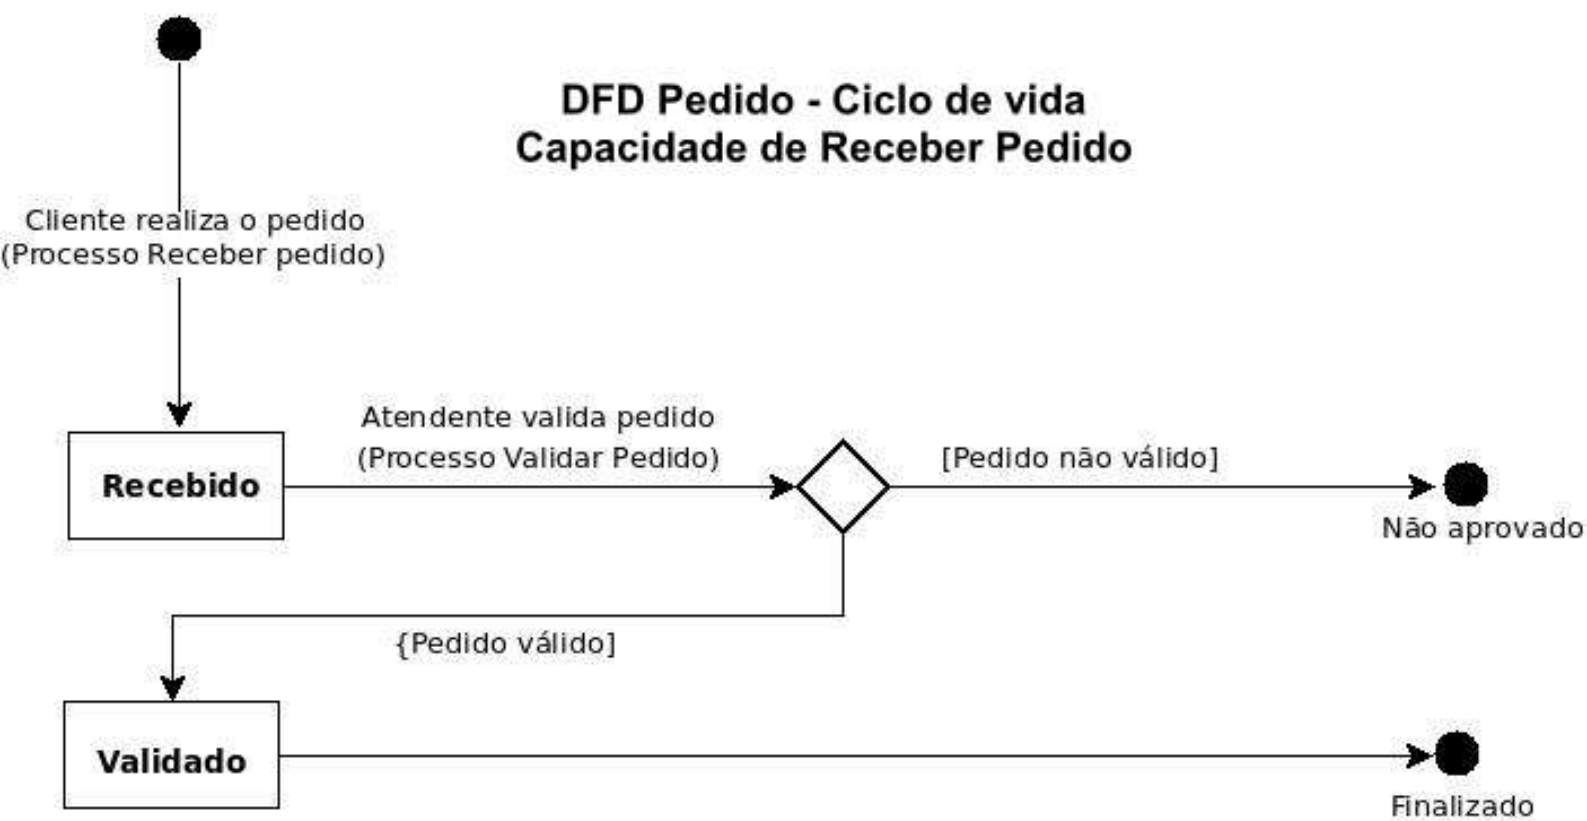 DFD Pedido - Ciclo de vida
Capacidade de Receber Pedido
Cliente realiza o pedido
(Processo Receber pedido)
Atendente valida pedido
(Processo Validar Pedido)
[Pedido não válido]
Recebido
Não aprovado
{Pedido válido]
Validado
Finalizado